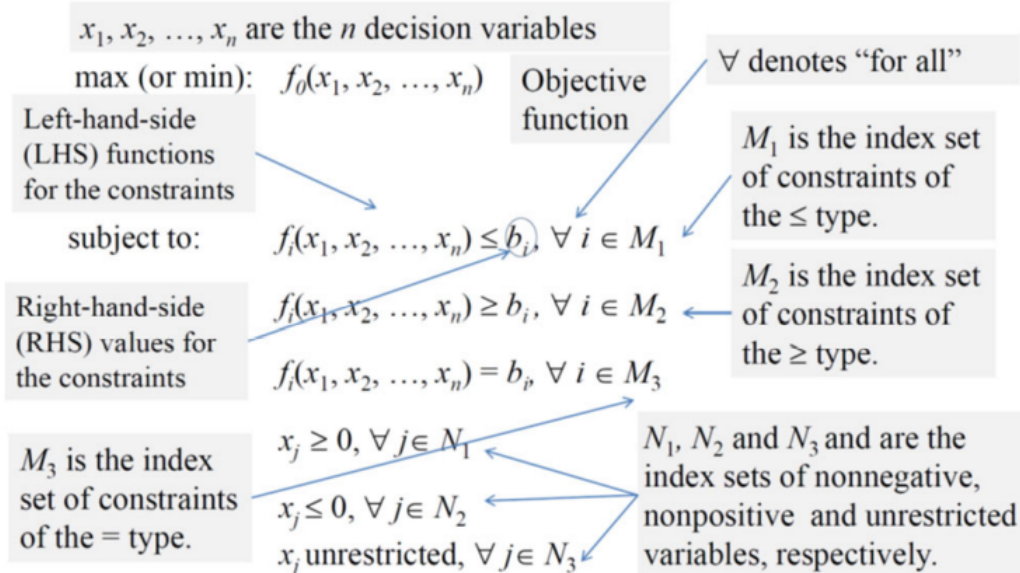 x₁, x₂, …, xₙ are the n decision variables
max (or min): f₀(x₁, x₂, …, xₙ)
Objective
function
∀ denotes “for all”
Left-hand-side
(LHS) functions
for the constraints
M₁ is the index set
of constraints of
the ≤ type.
subject to: fᵢ(x₁, x₂, …, xₙ) ≤ bᵢ, ∀ i ∈ M₁
Right-hand-side
(RHS) values for
the constraints
fᵢ(x₁, x₂, …, xₙ) ≥ bᵢ, ∀ i ∈ M₂
M₂ is the index set
of constraints of
the ≥ type.
fᵢ(x₁, x₂, …, xₙ) = bᵢ, ∀ i ∈ M₃
M₃ is the index
set of constraints
of the = type.
xⱼ ≥ 0, ∀ j∈ N₁
xⱼ ≤ 0, ∀ j∈ N₂
xⱼ unrestricted, ∀ j∈ N₃
N₁, N₂ and N₃ and are the
index sets of nonnegative,
nonpositive and unrestricted
variables, respectively.